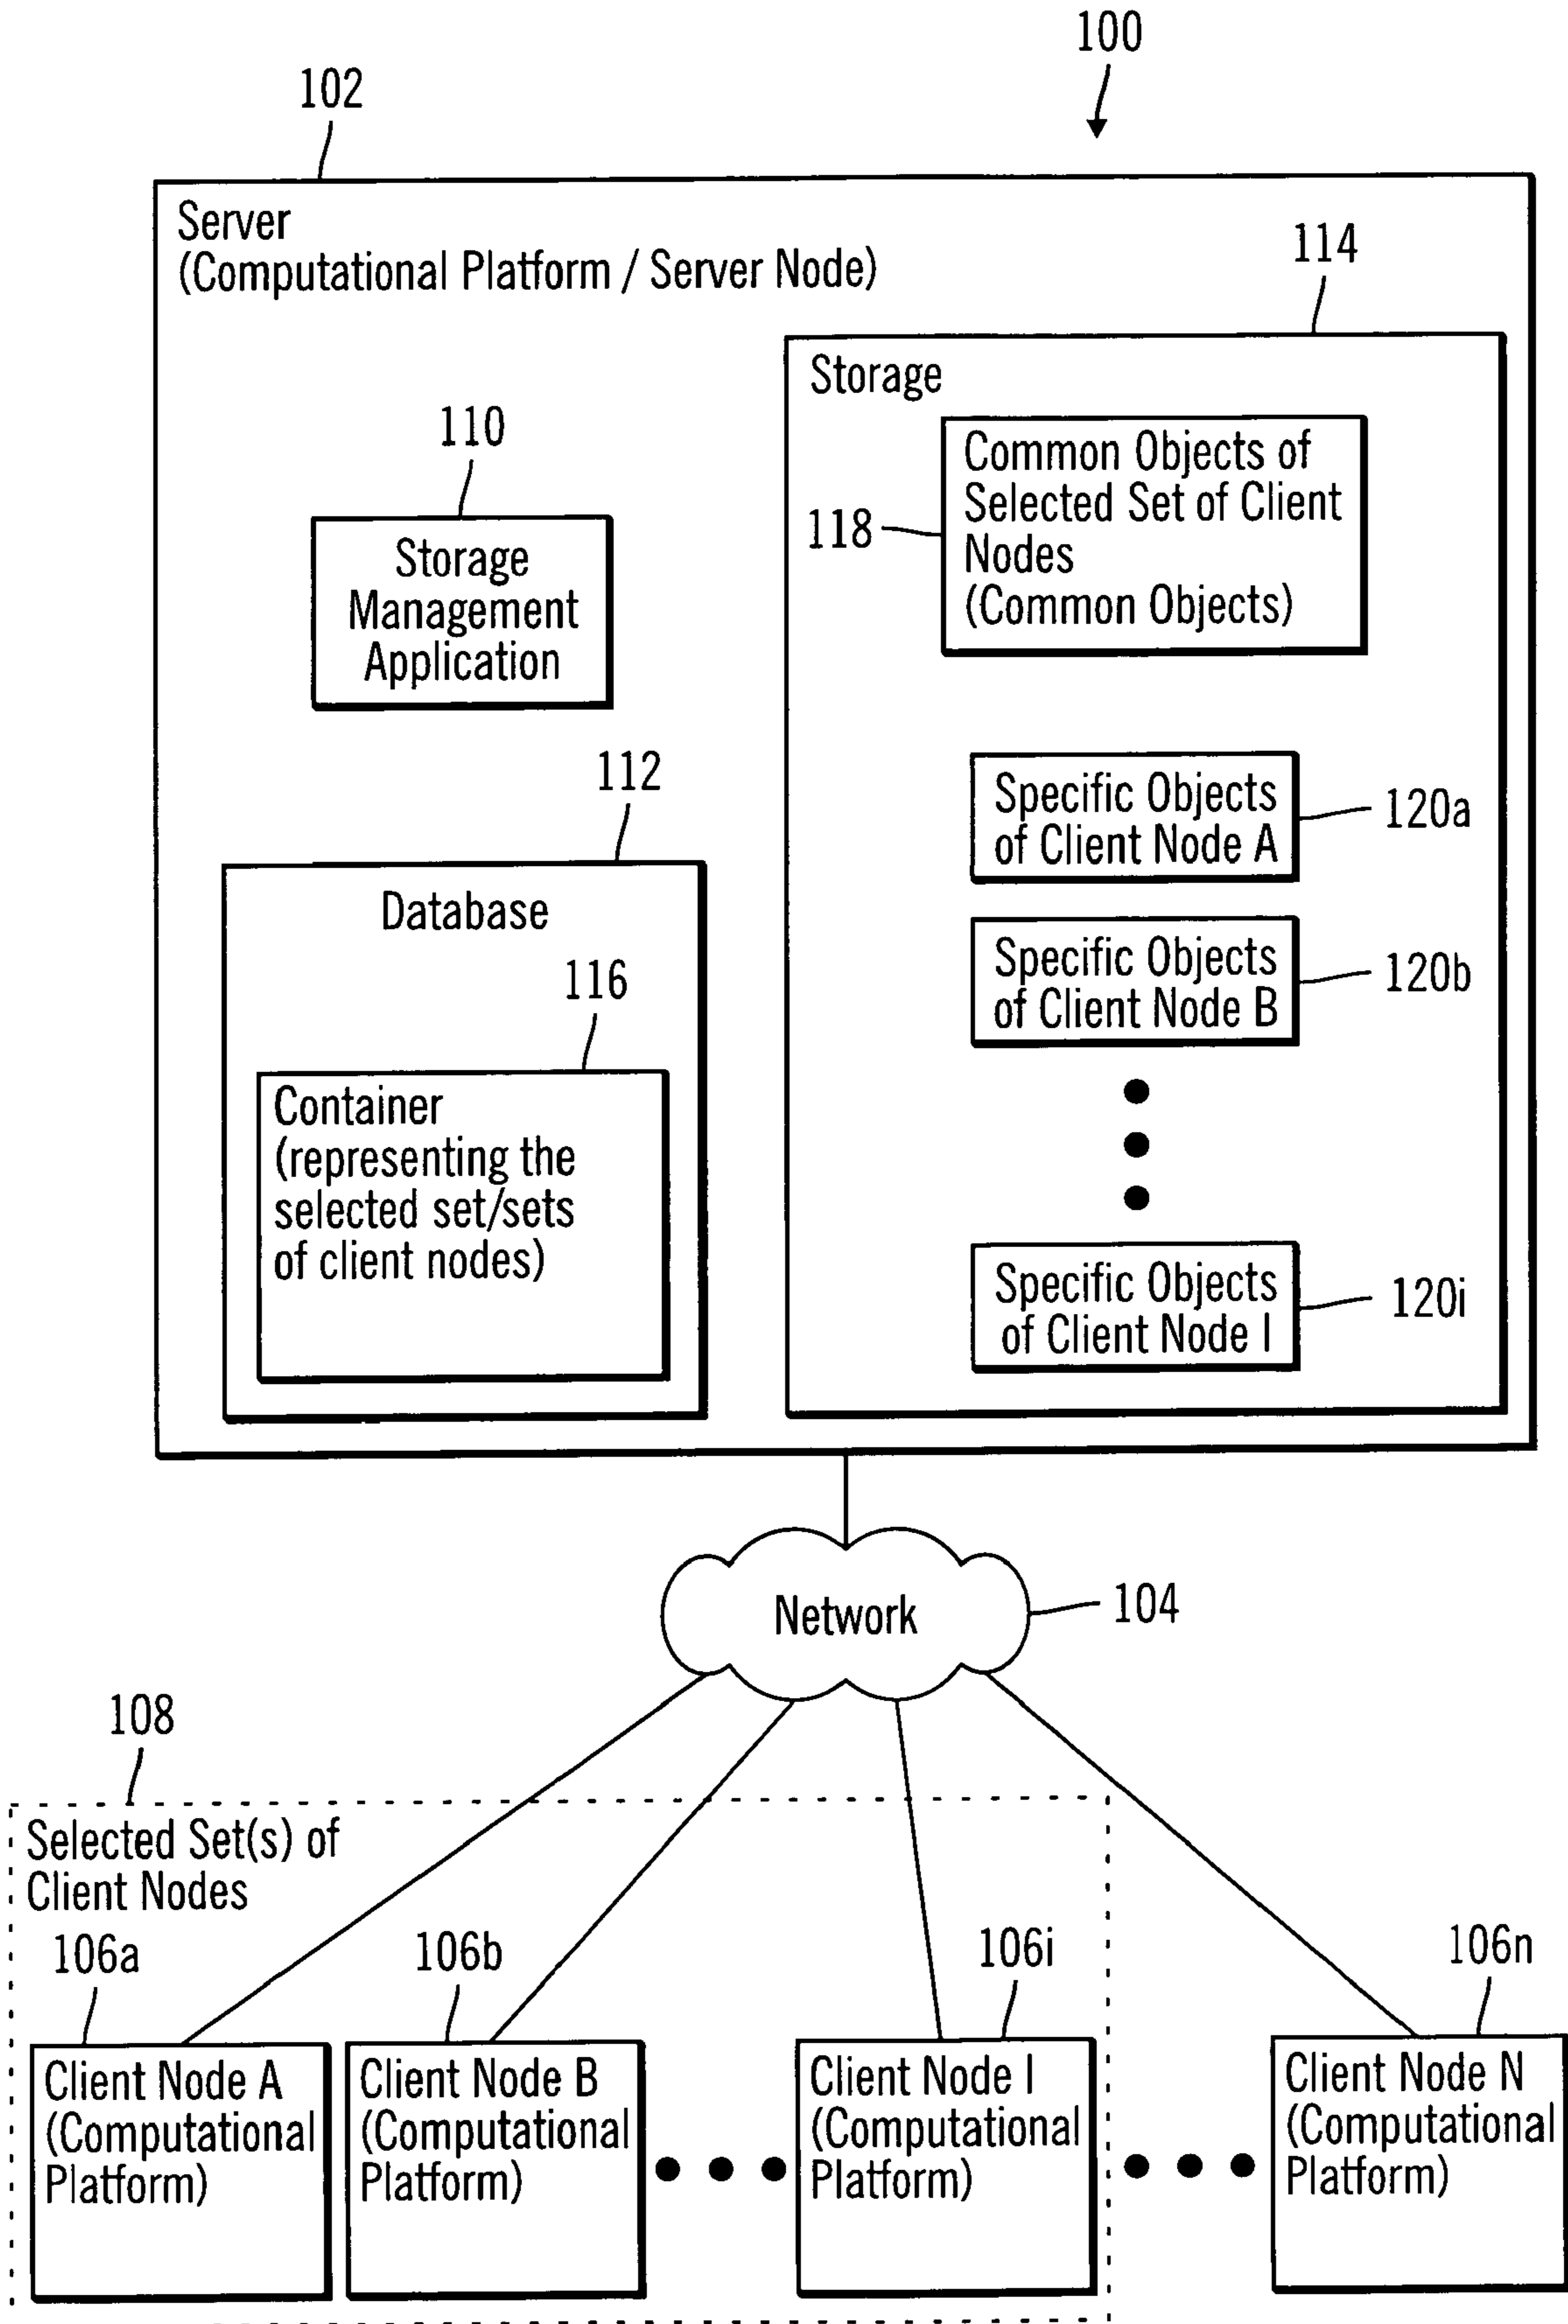 100
102
Server
(Computational Platform / Server Node)
114
Storage
110
Storage
Management
Application
118
Common Objects of
Selected Set of Client
Nodes
(Common Objects)
112
Database
116
Container
(representing the
selected set/sets
of client nodes)
Specific Objects
of Client Node A
120a
Specific Objects
of Client Node B
120b
Specific Objects
of Client Node I
120i
Network
104
108
Selected Set(s) of
Client Nodes
106a
106b
106i
106n
Client Node A
(Computational
Platform)
Client Node B
(Computational
Platform)
Client Node I
(Computational
Platform)
Client Node N
(Computational
Platform)